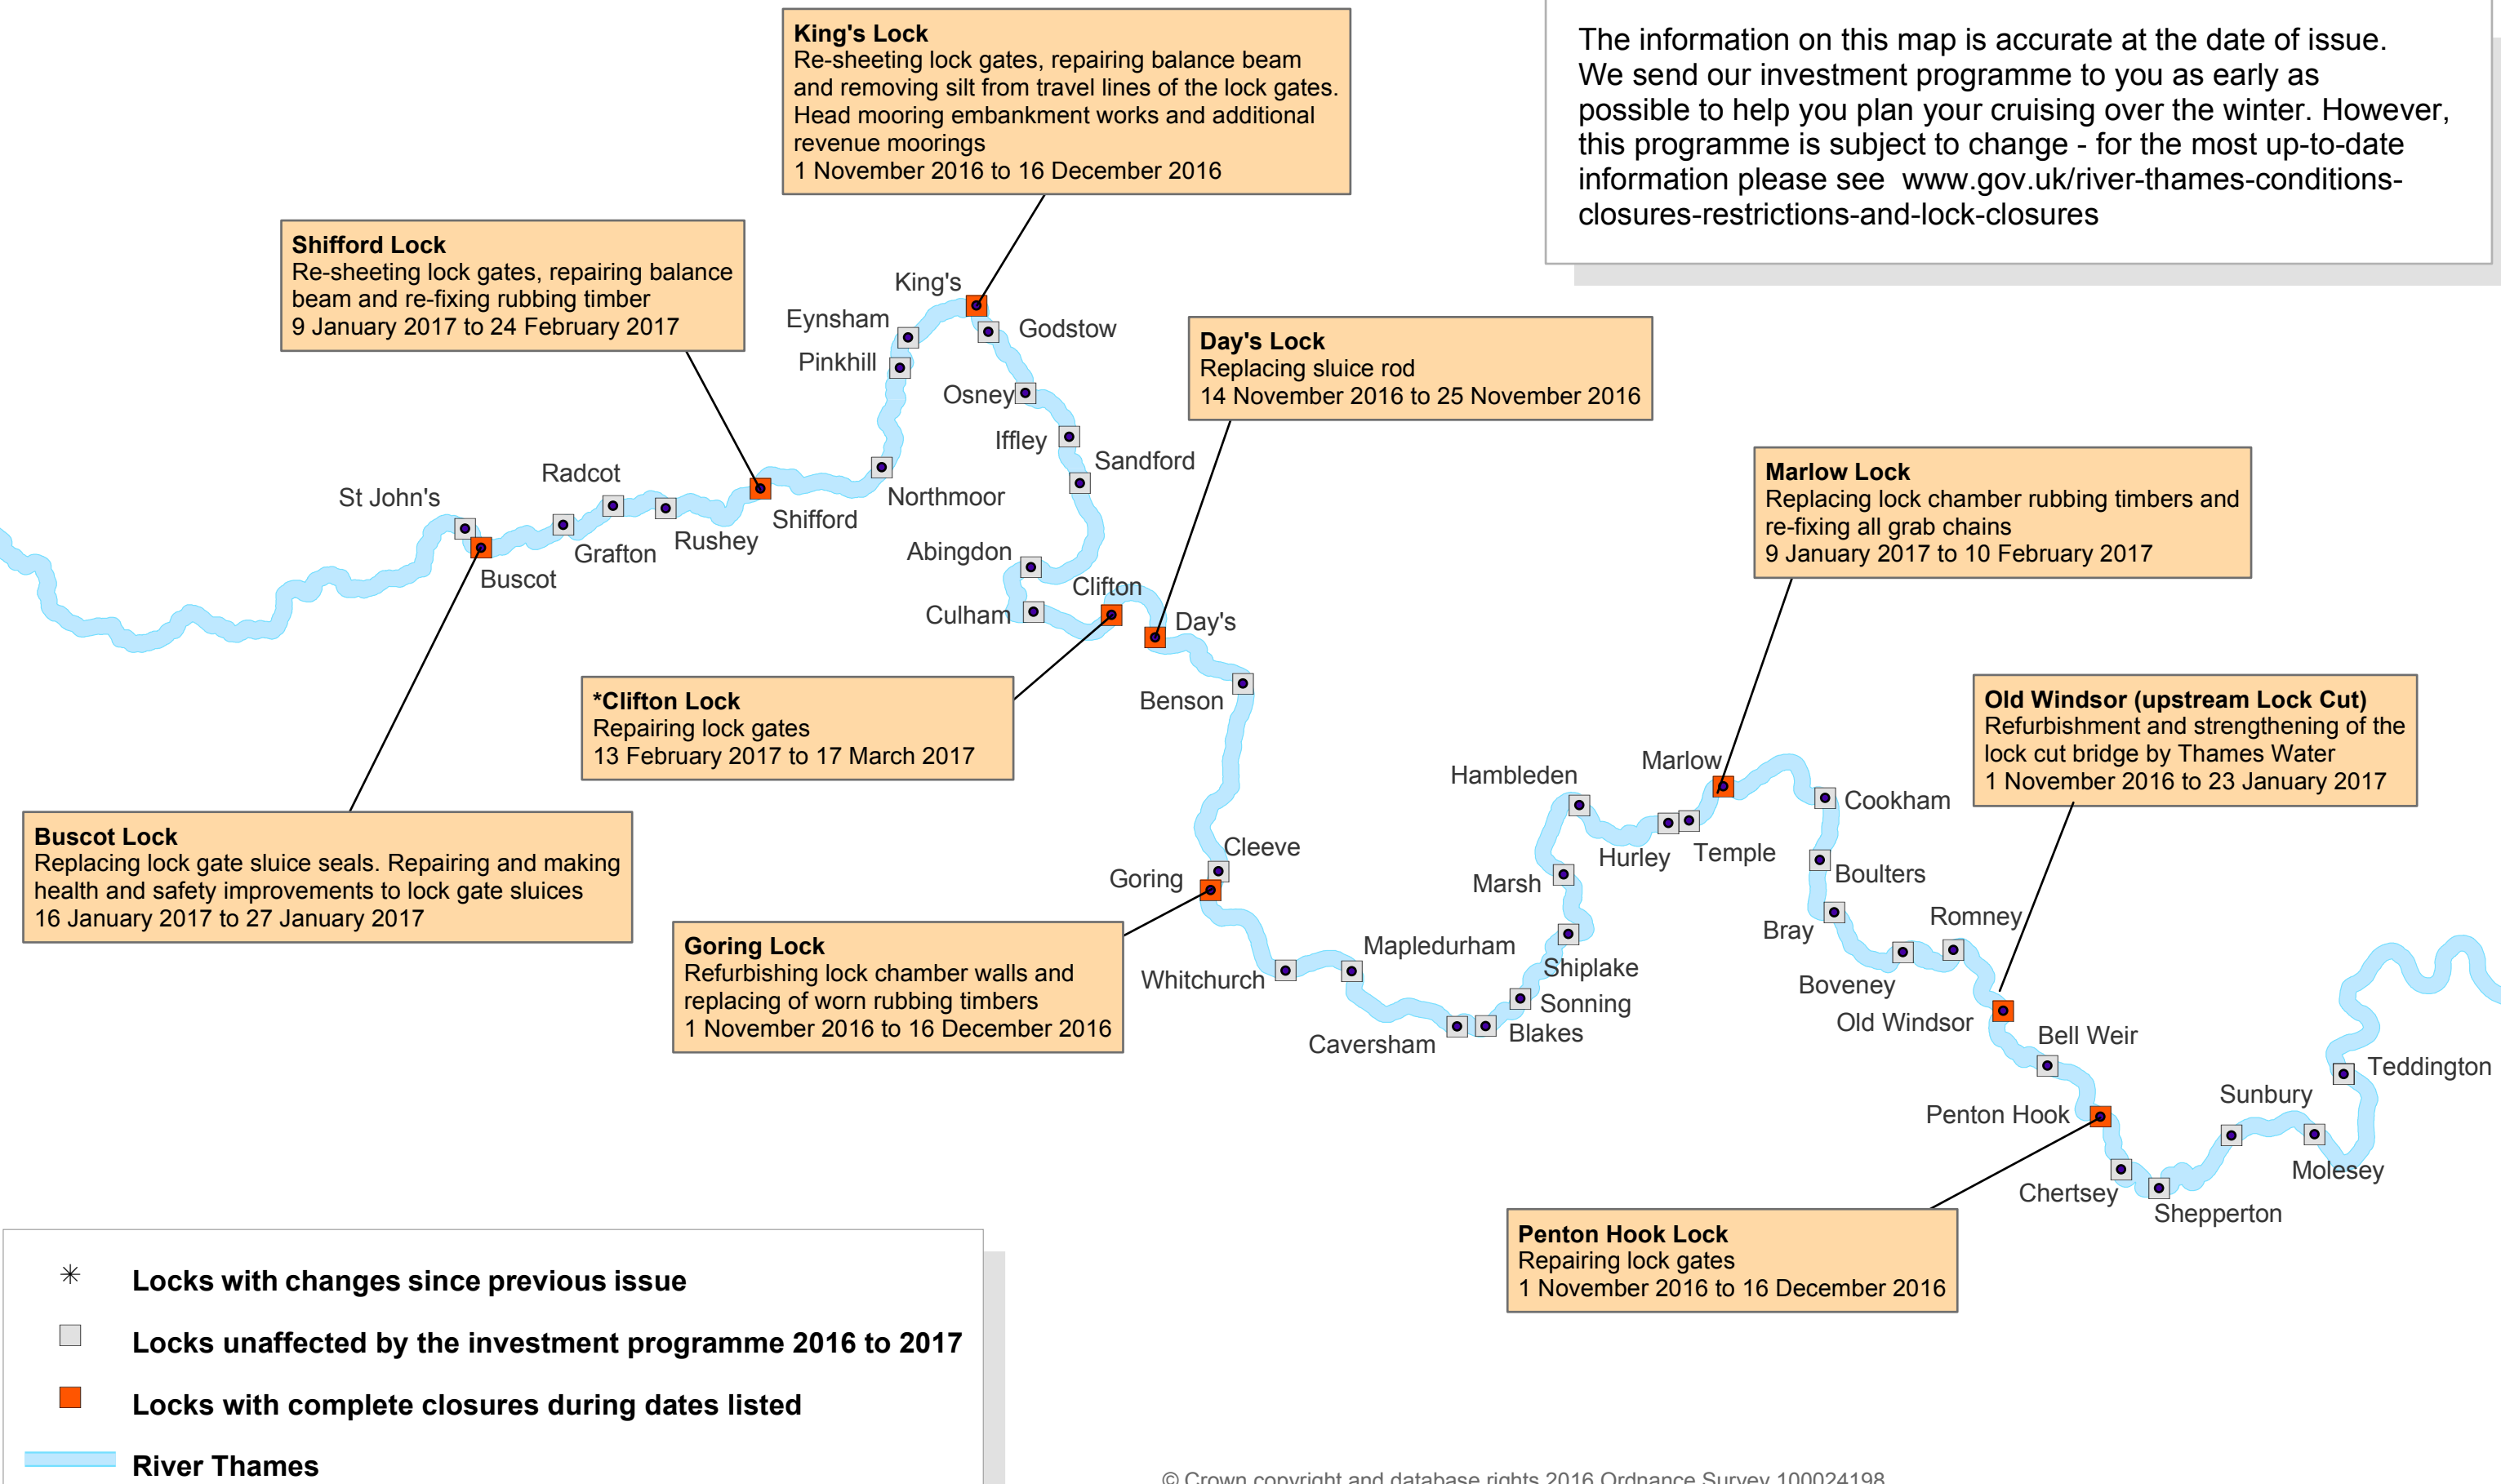 King's Lock
Re-sheeting lock gates, repairing balance beam
and removing silt from travel lines of the lock gates.
Head mooring embankment works and additional
revenue moorings
1 November 2016 to 16 December 2016
The information on this map is accurate at the date of issue.
We send our investment programme to you as early as
possible to help you plan your cruising over the winter. However,
this programme is subject to change - for the most up-to-date
information please see www.gov.uk/river-thames-conditions-
closures-restrictions-and-lock-closures
Shifford Lock
Re-sheeting lock gates, repairing balance
beam and re-fixing rubbing timber
9 January 2017 to 24 February 2017
Day's Lock
Replacing sluice rod
14 November 2016 to 25 November 2016
Marlow Lock
Replacing lock chamber rubbing timbers and
re-fixing all grab chains
9 January 2017 to 10 February 2017
*Clifton Lock
Repairing lock gates
13 February 2017 to 17 March 2017
Old Windsor (upstream Lock Cut)
Refurbishment and strengthening of the
lock cut bridge by Thames Water
1 November 2016 to 23 January 2017
Buscot Lock
Replacing lock gate sluice seals. Repairing and making
health and safety improvements to lock gate sluices
16 January 2017 to 27 January 2017
Goring Lock
Refurbishing lock chamber walls and
replacing of worn rubbing timbers
1 November 2016 to 16 December 2016
Penton Hook Lock
Repairing lock gates
1 November 2016 to 16 December 2016
St John's
Buscot
Grafton
Radcot
Rushey
Shifford
Northmoor
Pinkhill
Eynsham
King's
Godstow
Osney
Iffley
Sandford
Abingdon
Culham
Clifton
Day's
Benson
Cleeve
Goring
Whitchurch
Mapledurham
Caversham
Blakes
Sonning
Shiplake
Marsh
Hambleden
Hurley
Temple
Marlow
Cookham
Boulters
Bray
Boveney
Romney
Old Windsor
Bell Weir
Penton Hook
Chertsey
Shepperton
Sunbury
Molesey
Teddington
Locks with changes since previous issue
Locks unaffected by the investment programme 2016 to 2017
Locks with complete closures during dates listed
River Thames
© Crown copyright and database rights 2016 Ordnance Survey 100024198